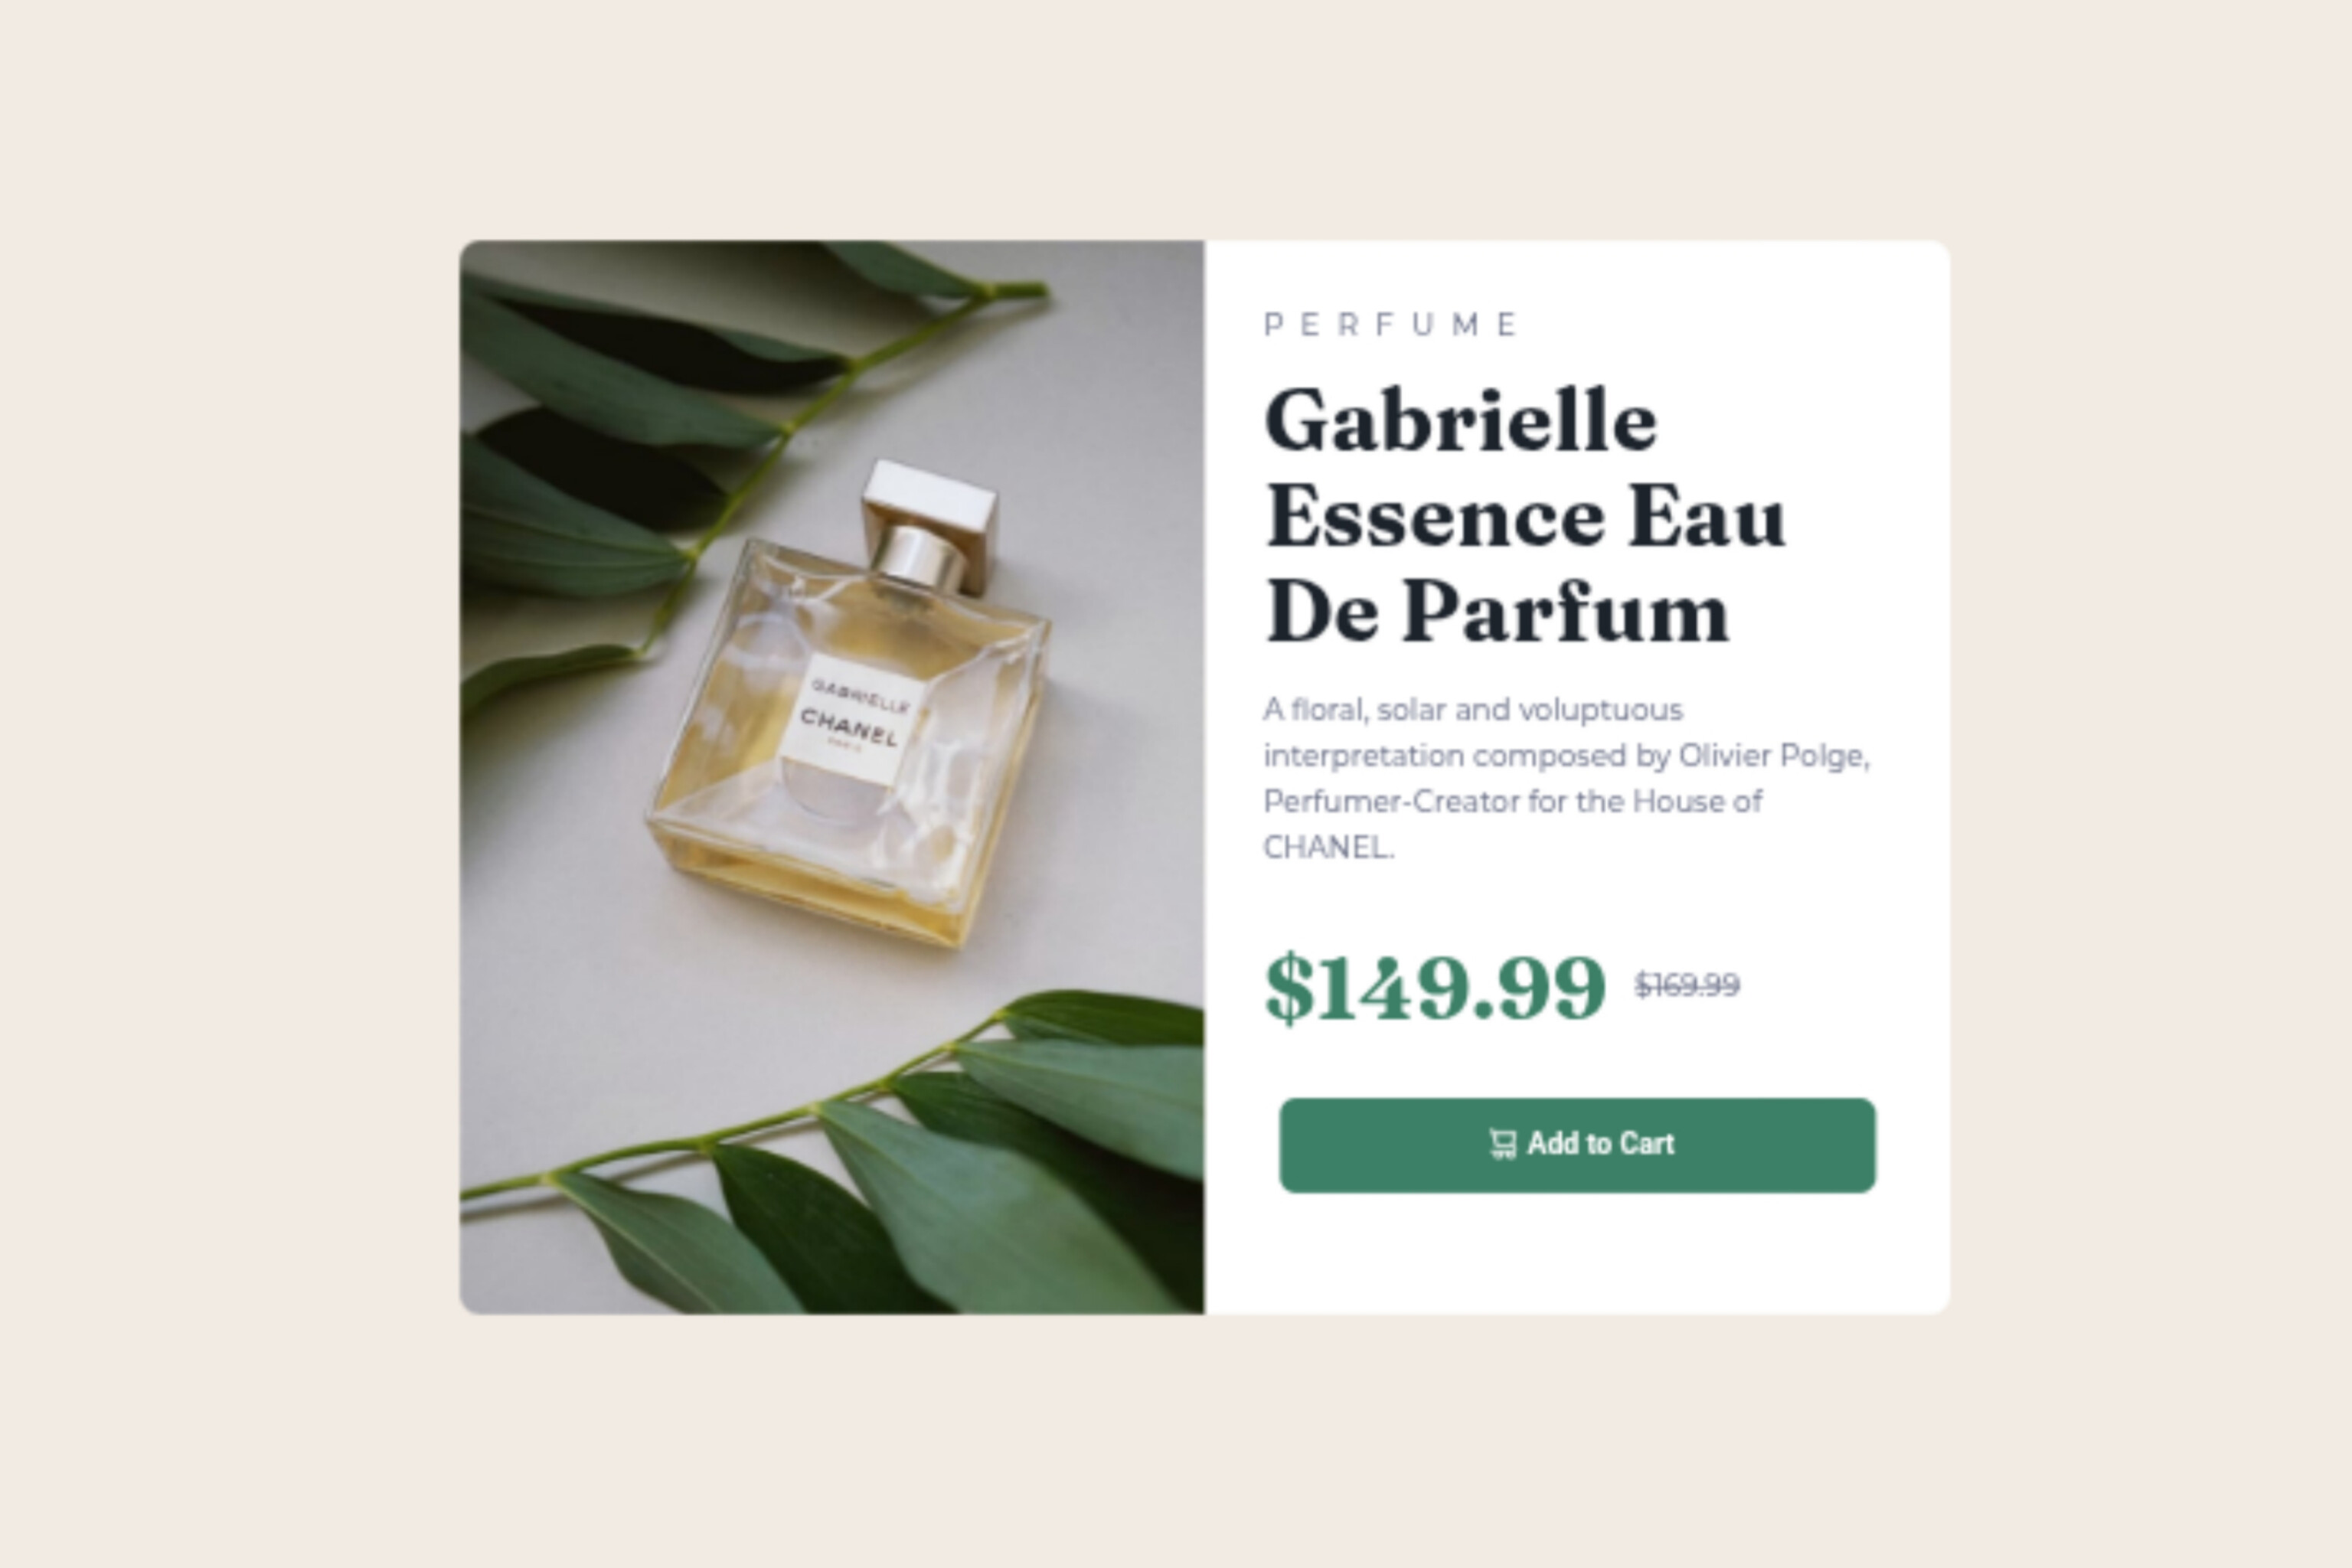 PERFUME
Gabrielle
Essence Eau
De Parfum
A floral, solar and voluptuous
interpretation composed by Olivier Polge,
Perfumer-Creator for the House of
CHANEL.
$149.99 $169.99
Add to Cart
GABRIELLE
CHANEL
PARIS